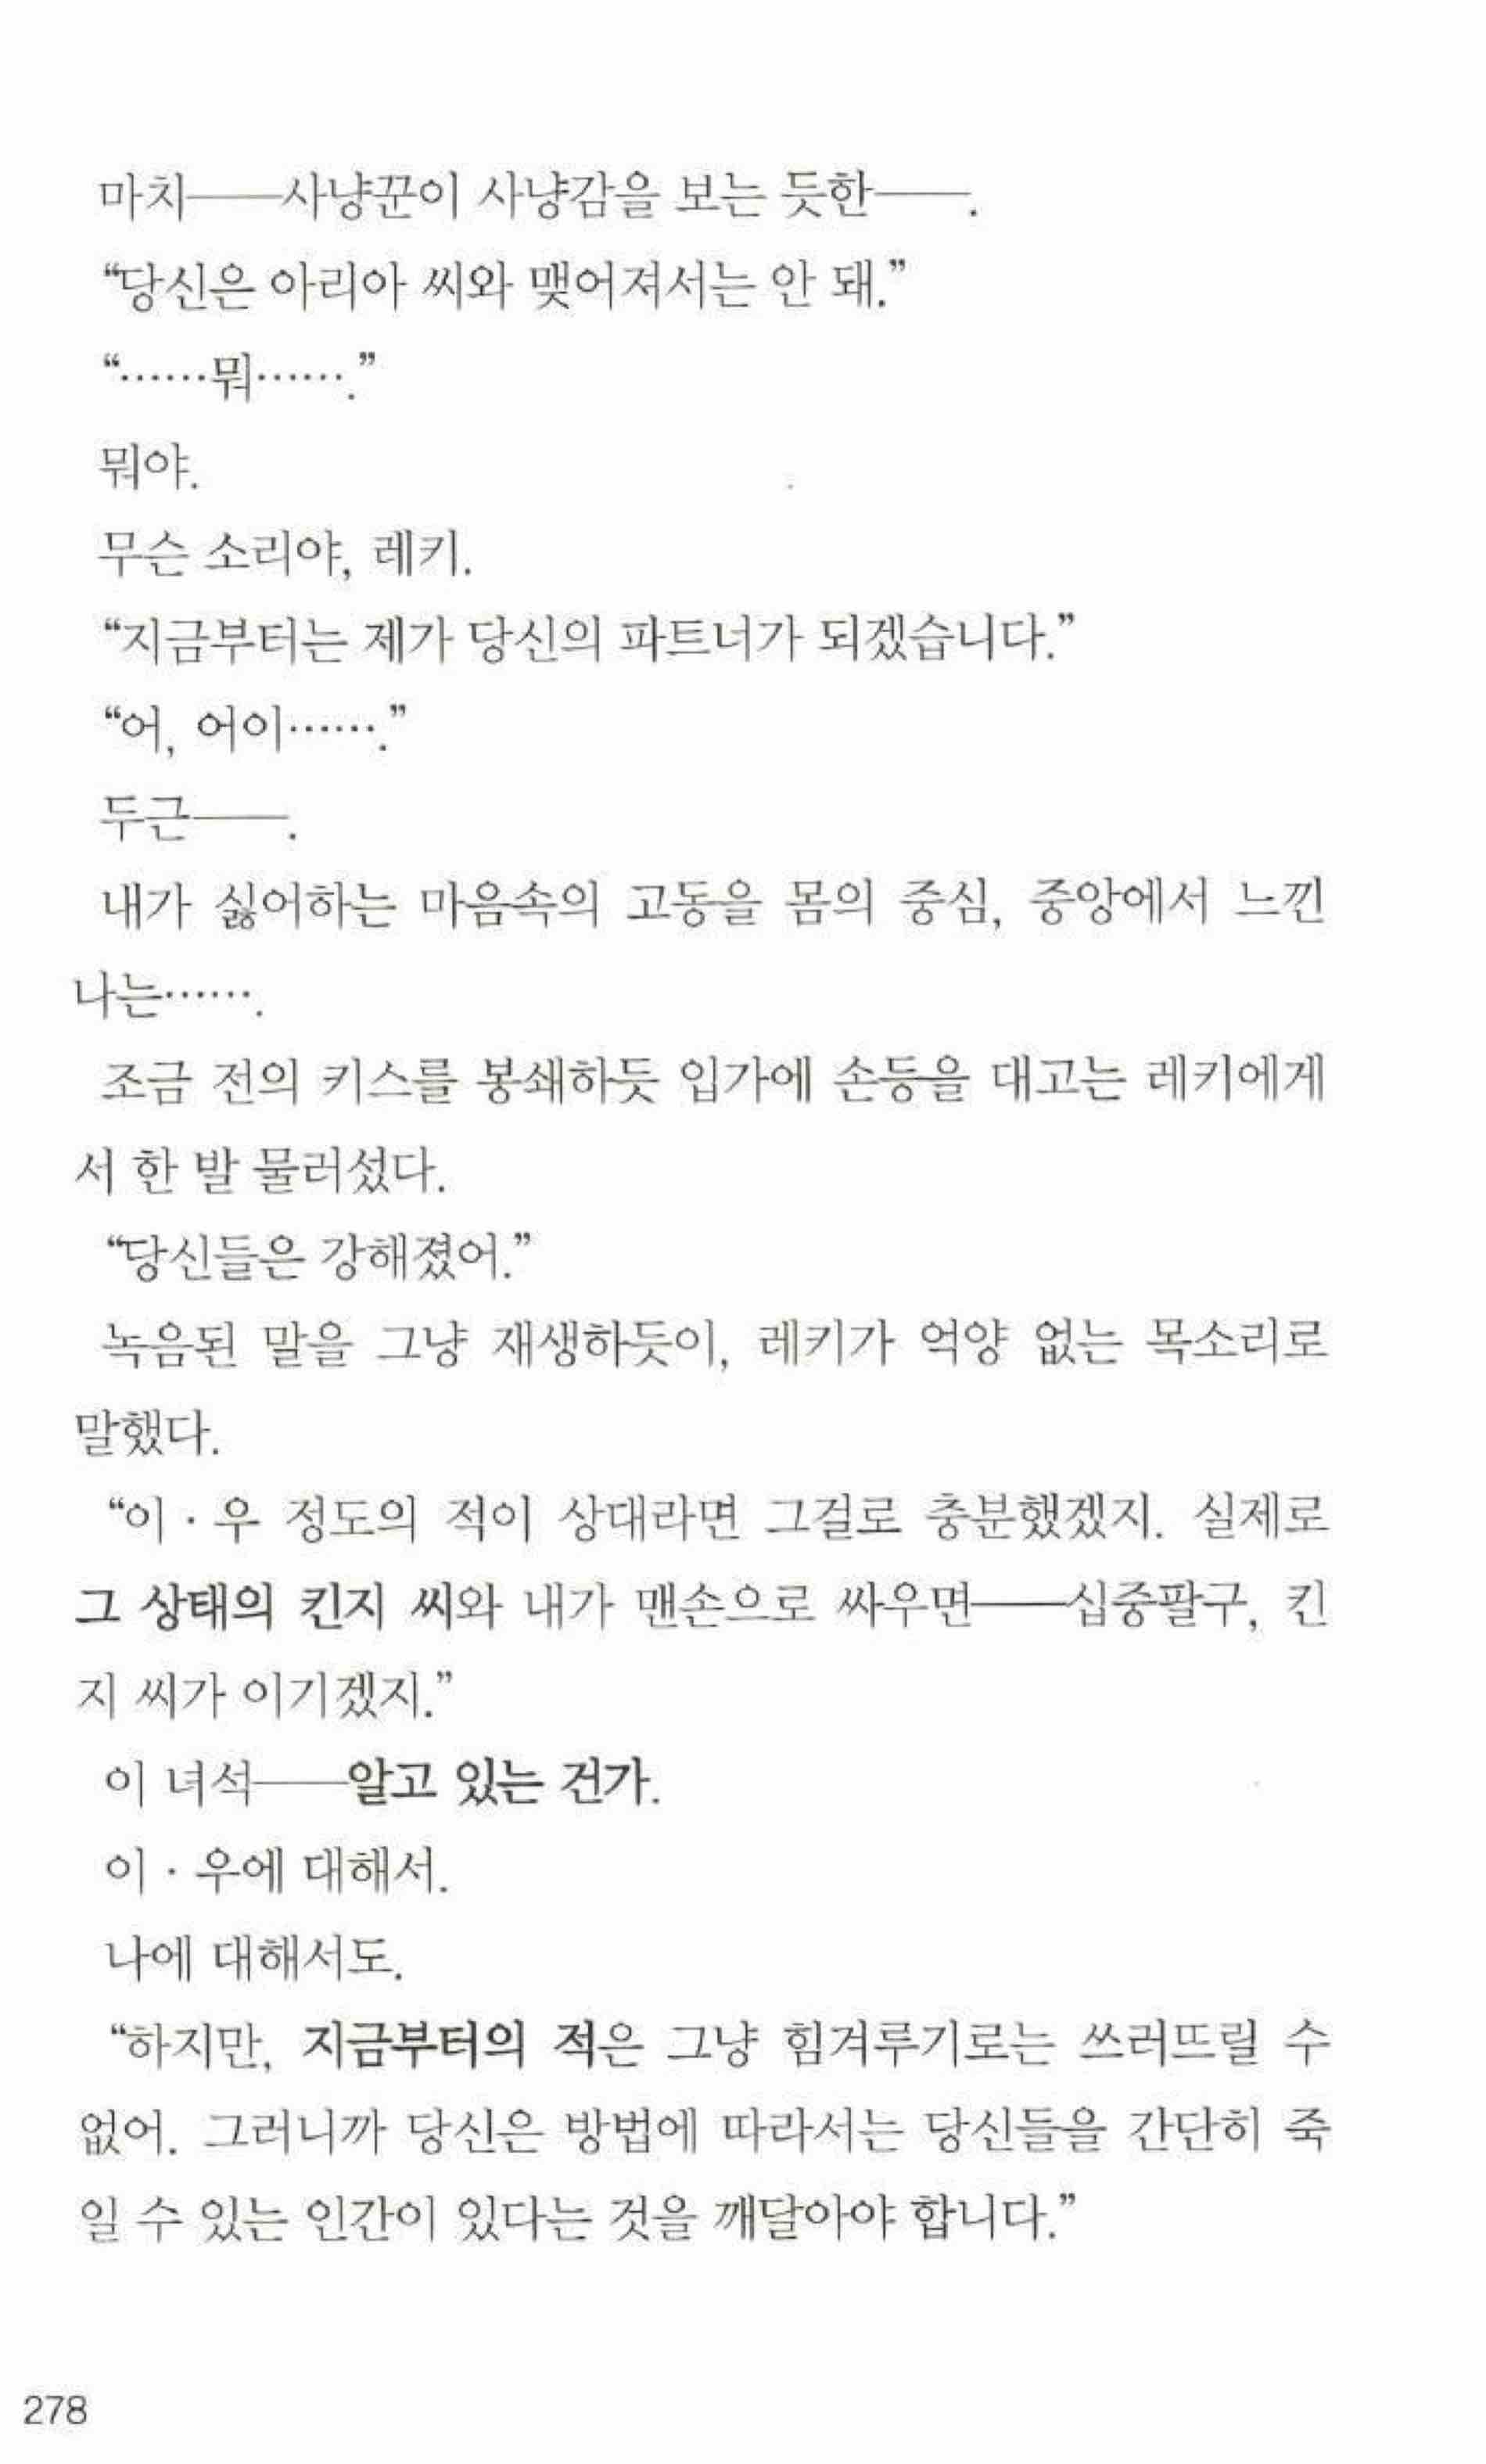 마치――사냥꾼이 사냥감을 보는 듯한――.
“당신은 아리아 씨와 맺어져서는 안 돼.”
“……뭐…….”
뭐야.
무슨 소리야, 레키.
“지금부터는 제가 당신의 파트너가 되겠습니다.”
“어, 어이…….”
두근――.
내가 싫어하는 마음속의 고동을 몸의 중심, 중앙에서 느낀
나는…….
조금 전의 키스를 봉쇄하듯 입가에 손등을 대고는 레키에게
서 한 발 물러섰다.
“당신들은 강해졌어.”
녹음된 말을 그냥 재생하듯이, 레키가 억양 없는 목소리로
말했다.
“이·우 정도의 적이 상대라면 그걸로 충분했겠지. 실제로
그 상태의 킨지 씨와 내가 맨손으로 싸우면――십중팔구, 킨
지 씨가 이기겠지.”
이 녀석――알고 있는 건가.
이·우에 대해서.
나에 대해서도.
“하지만, 지금부터의 적은 그냥 힘겨루기로는 쓰러뜨릴 수
없어. 그러니까 당신은 방법에 따라서는 당신들을 간단히 죽
일 수 있는 인간이 있다는 것을 깨달아야 합니다.”
278